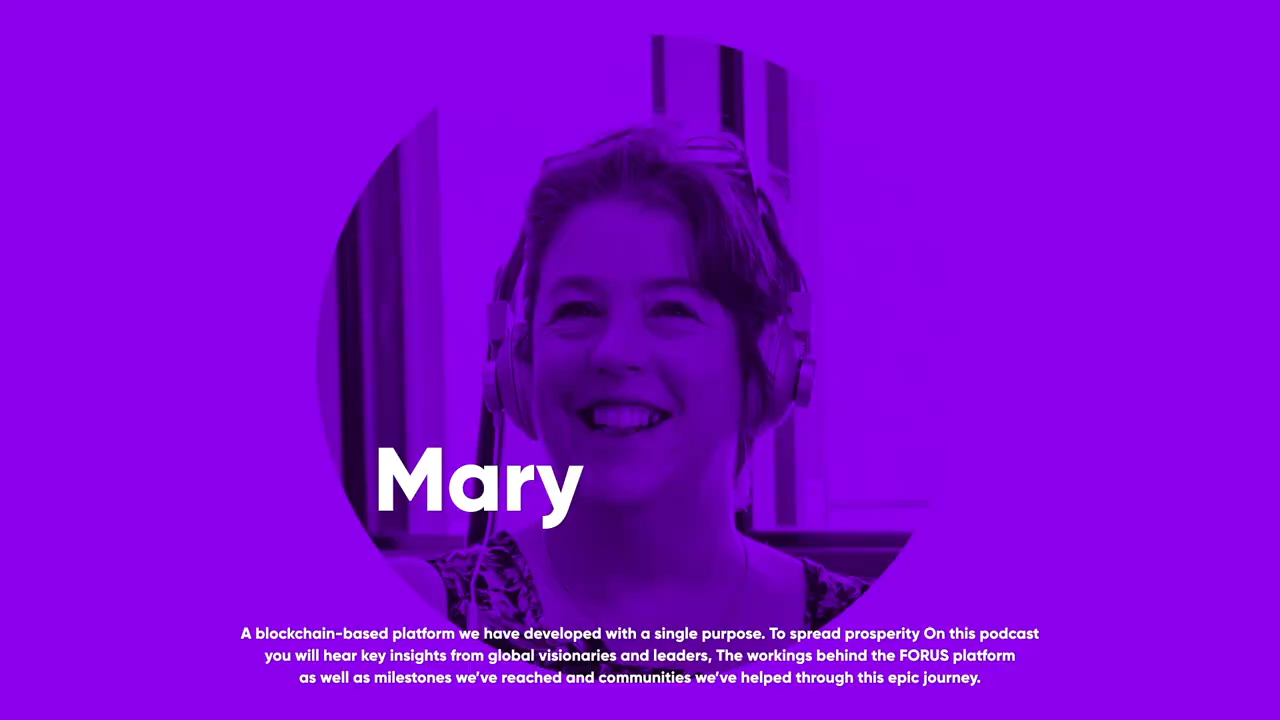 Mary
A blockchain-based platform we have developed with a single purpose. To spread prosperity On this podcast
you will hear key insights from global visionaries and leaders, The workings behind the FORUS platform
as well as milestones we’ve reached and communities we’ve helped through this epic journey.